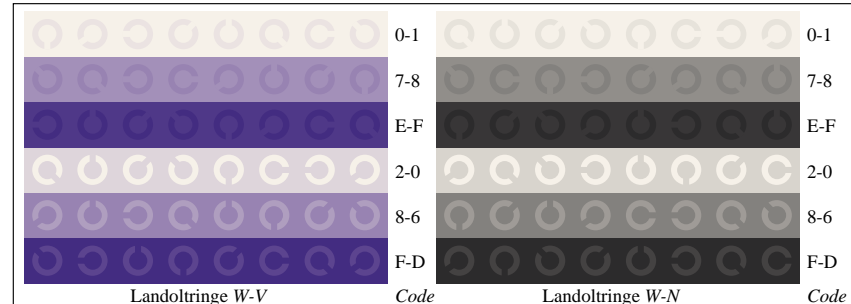 0-1 0-1
7-8 7-8
E-F E-F
2-0 2-0
8-6 8-6
F-D F-D
Landoltringe W-V Code Landoltringe W-N Code